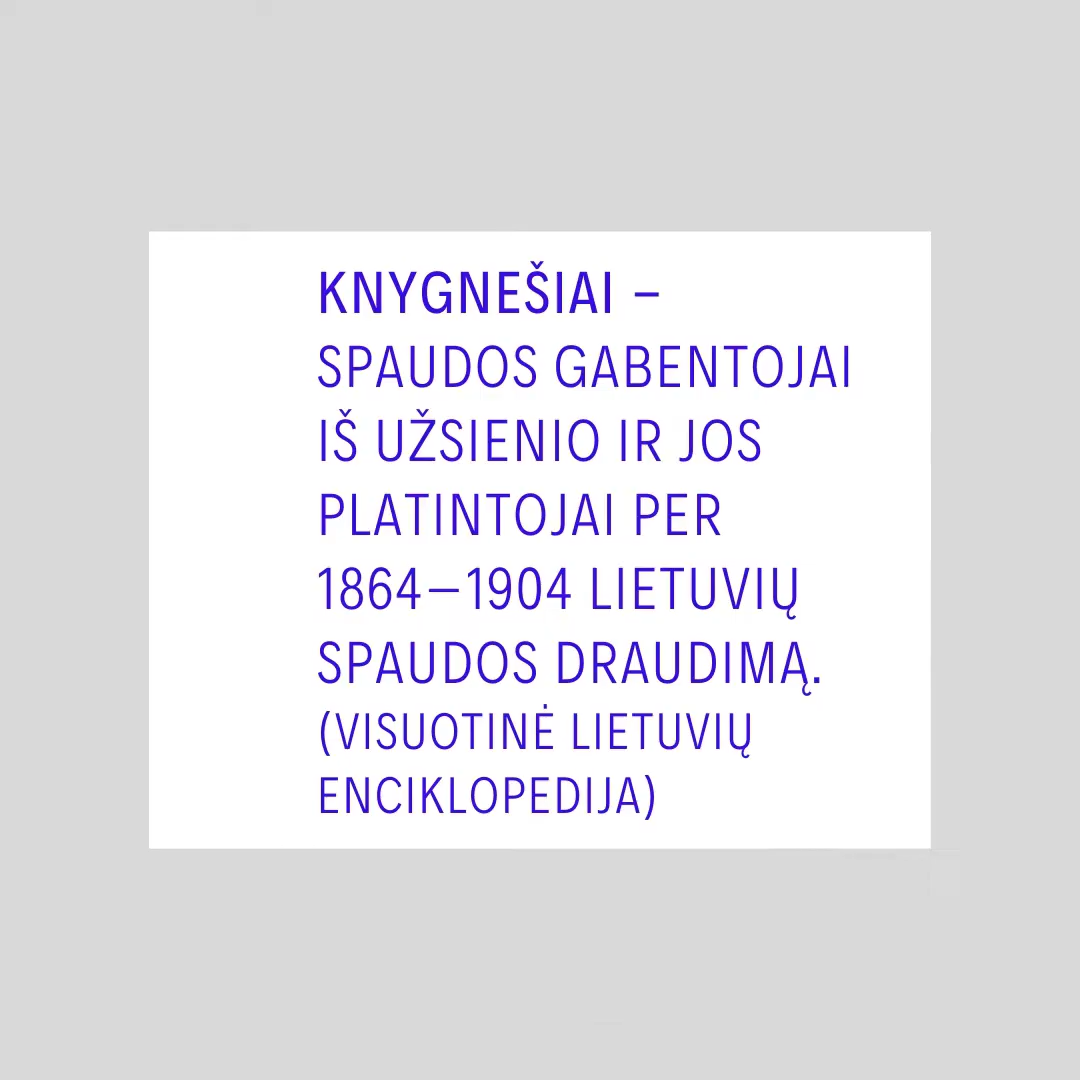 KNYGNEŠIAI –
SPAUDOS GABENTOJAI
IŠ UŽSIENIO IR JOS
PLATINTOJAI PER
1864–1904 LIETUVIŲ
SPAUDOS DRAUDIMĄ.
(VISUOTINĖ LIETUVIŲ
ENCIKLOPEDIJA)